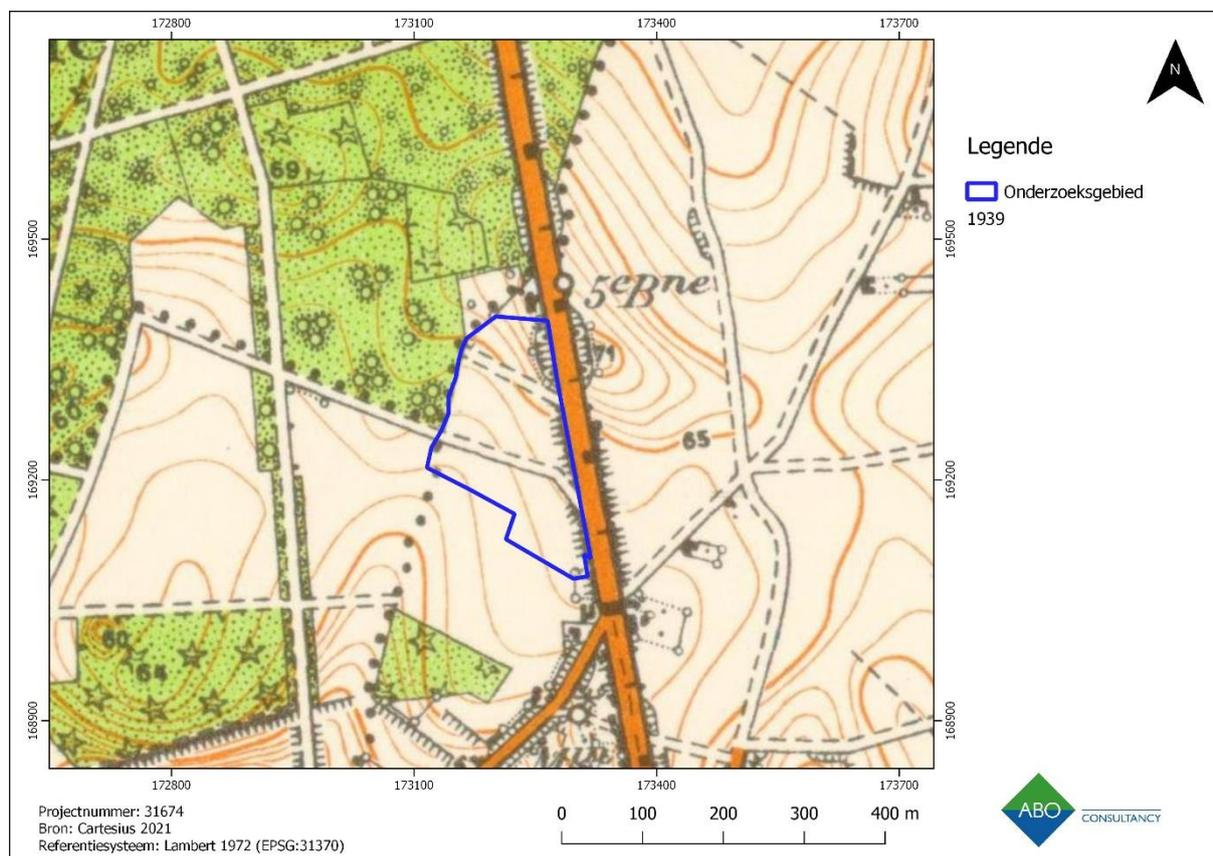 172800 173100 173400 173700
N
Legende
Onderzoeksgebied
1939
169500
169500
169200
169200
168900
168900
69
5ᵉ pne
71
65
60
64
172800 173100 173400 173700
Projectnummer: 31674
Bron: Cartesius 2021
Referentiesysteem: Lambert 1972 (EPSG:31370)
0 100 200 300 400 m
ABO CONSULTANCY